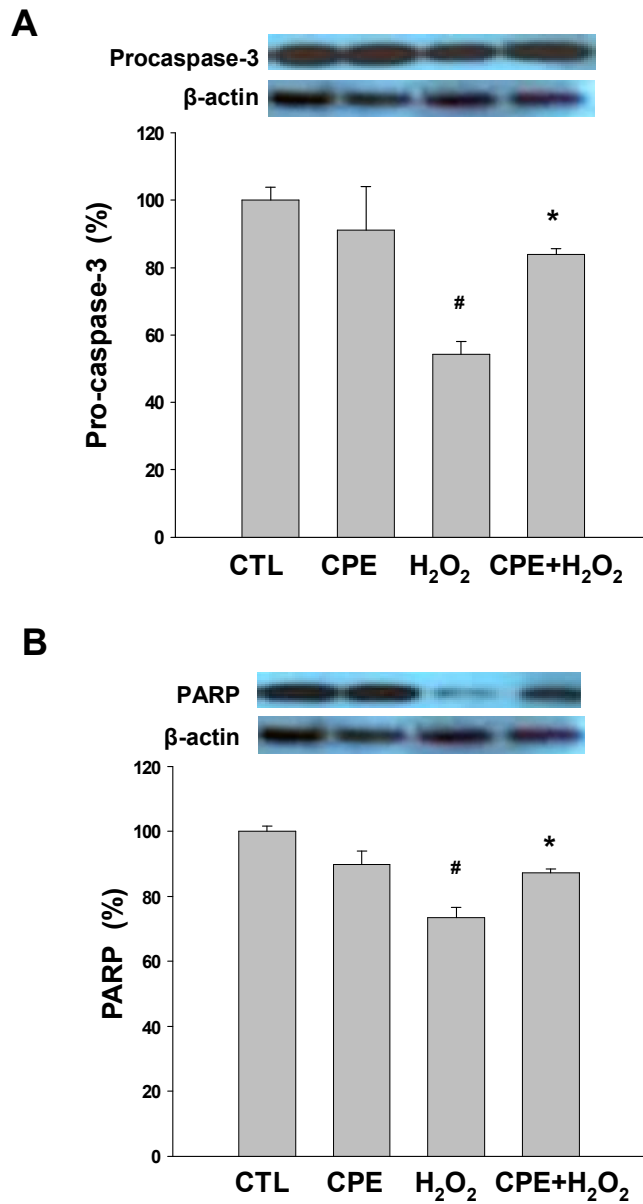 A
Procaspase-3
β-actin
Pro-caspase-3 (%)
120
100
80
60
40
20
0
#
*
CTL CPE H₂O₂ CPE+H₂O₂
B
PARP
β-actin
PARP (%)
120
100
80
60
40
20
0
#
*
CTL CPE H₂O₂ CPE+H₂O₂